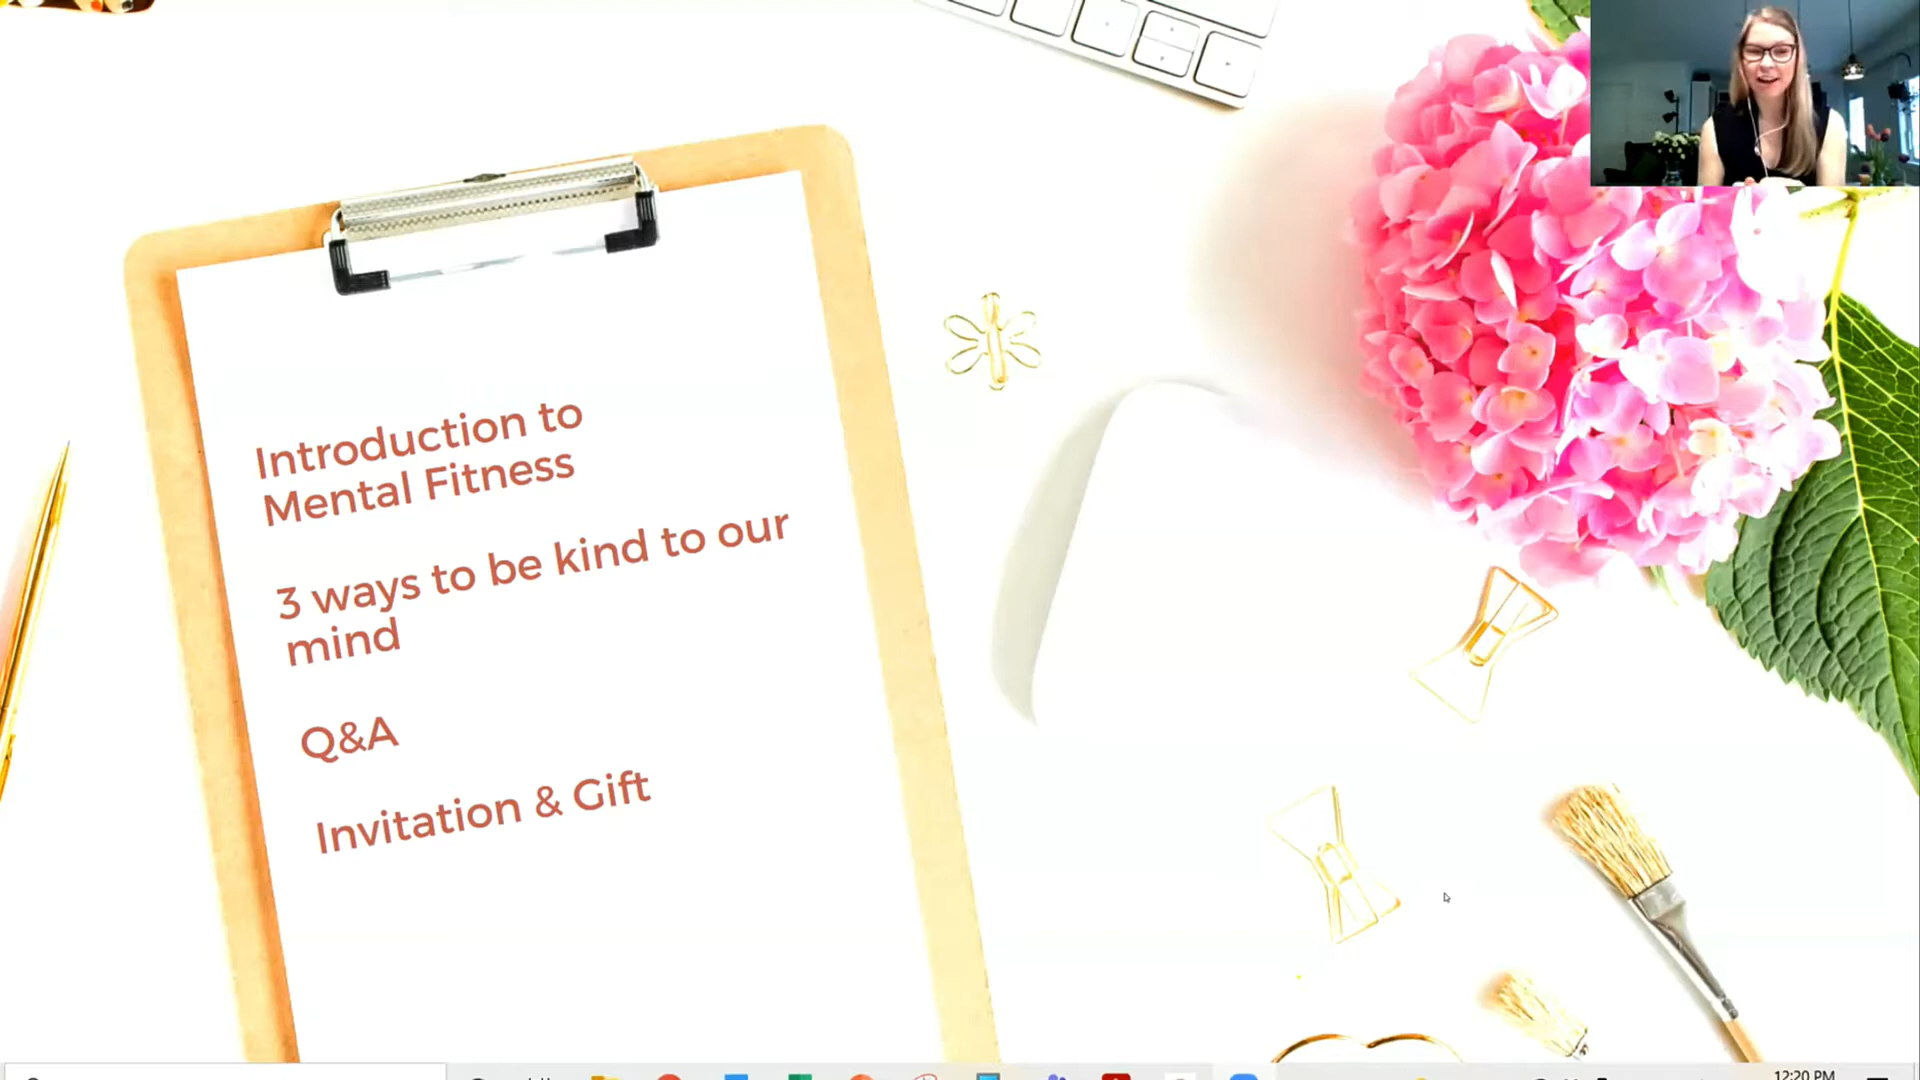 Introduction to
Mental Fitness
3 ways to be kind to our
mind
Q&A
Invitation & Gift
12:20 PM